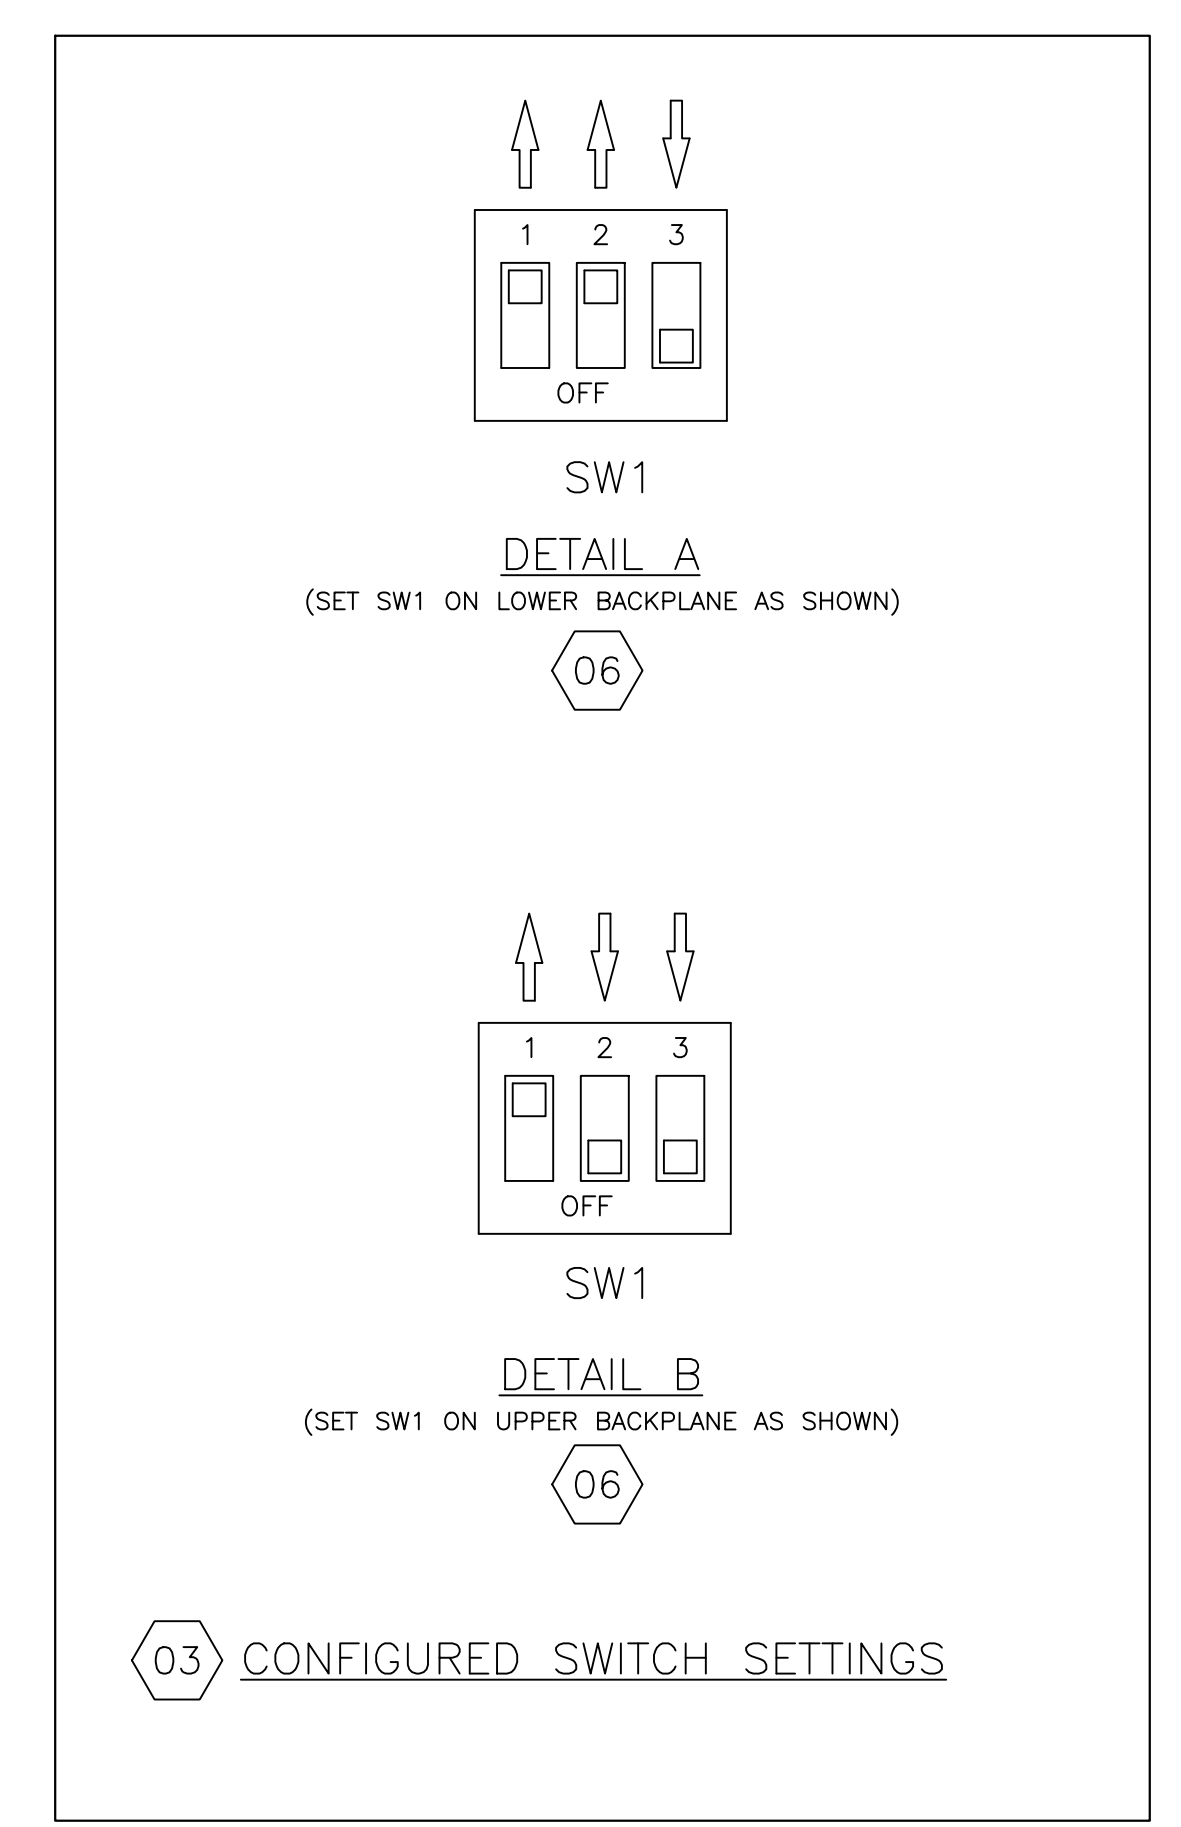 1 2 3
OFF
SW1
DETAIL A
(SET SW1 ON LOWER BACKPLANE AS SHOWN)
06
1 2 3
OFF
SW1
DETAIL B
(SET SW1 ON UPPER BACKPLANE AS SHOWN)
06
03 CONFIGURED SWITCH SETTINGS